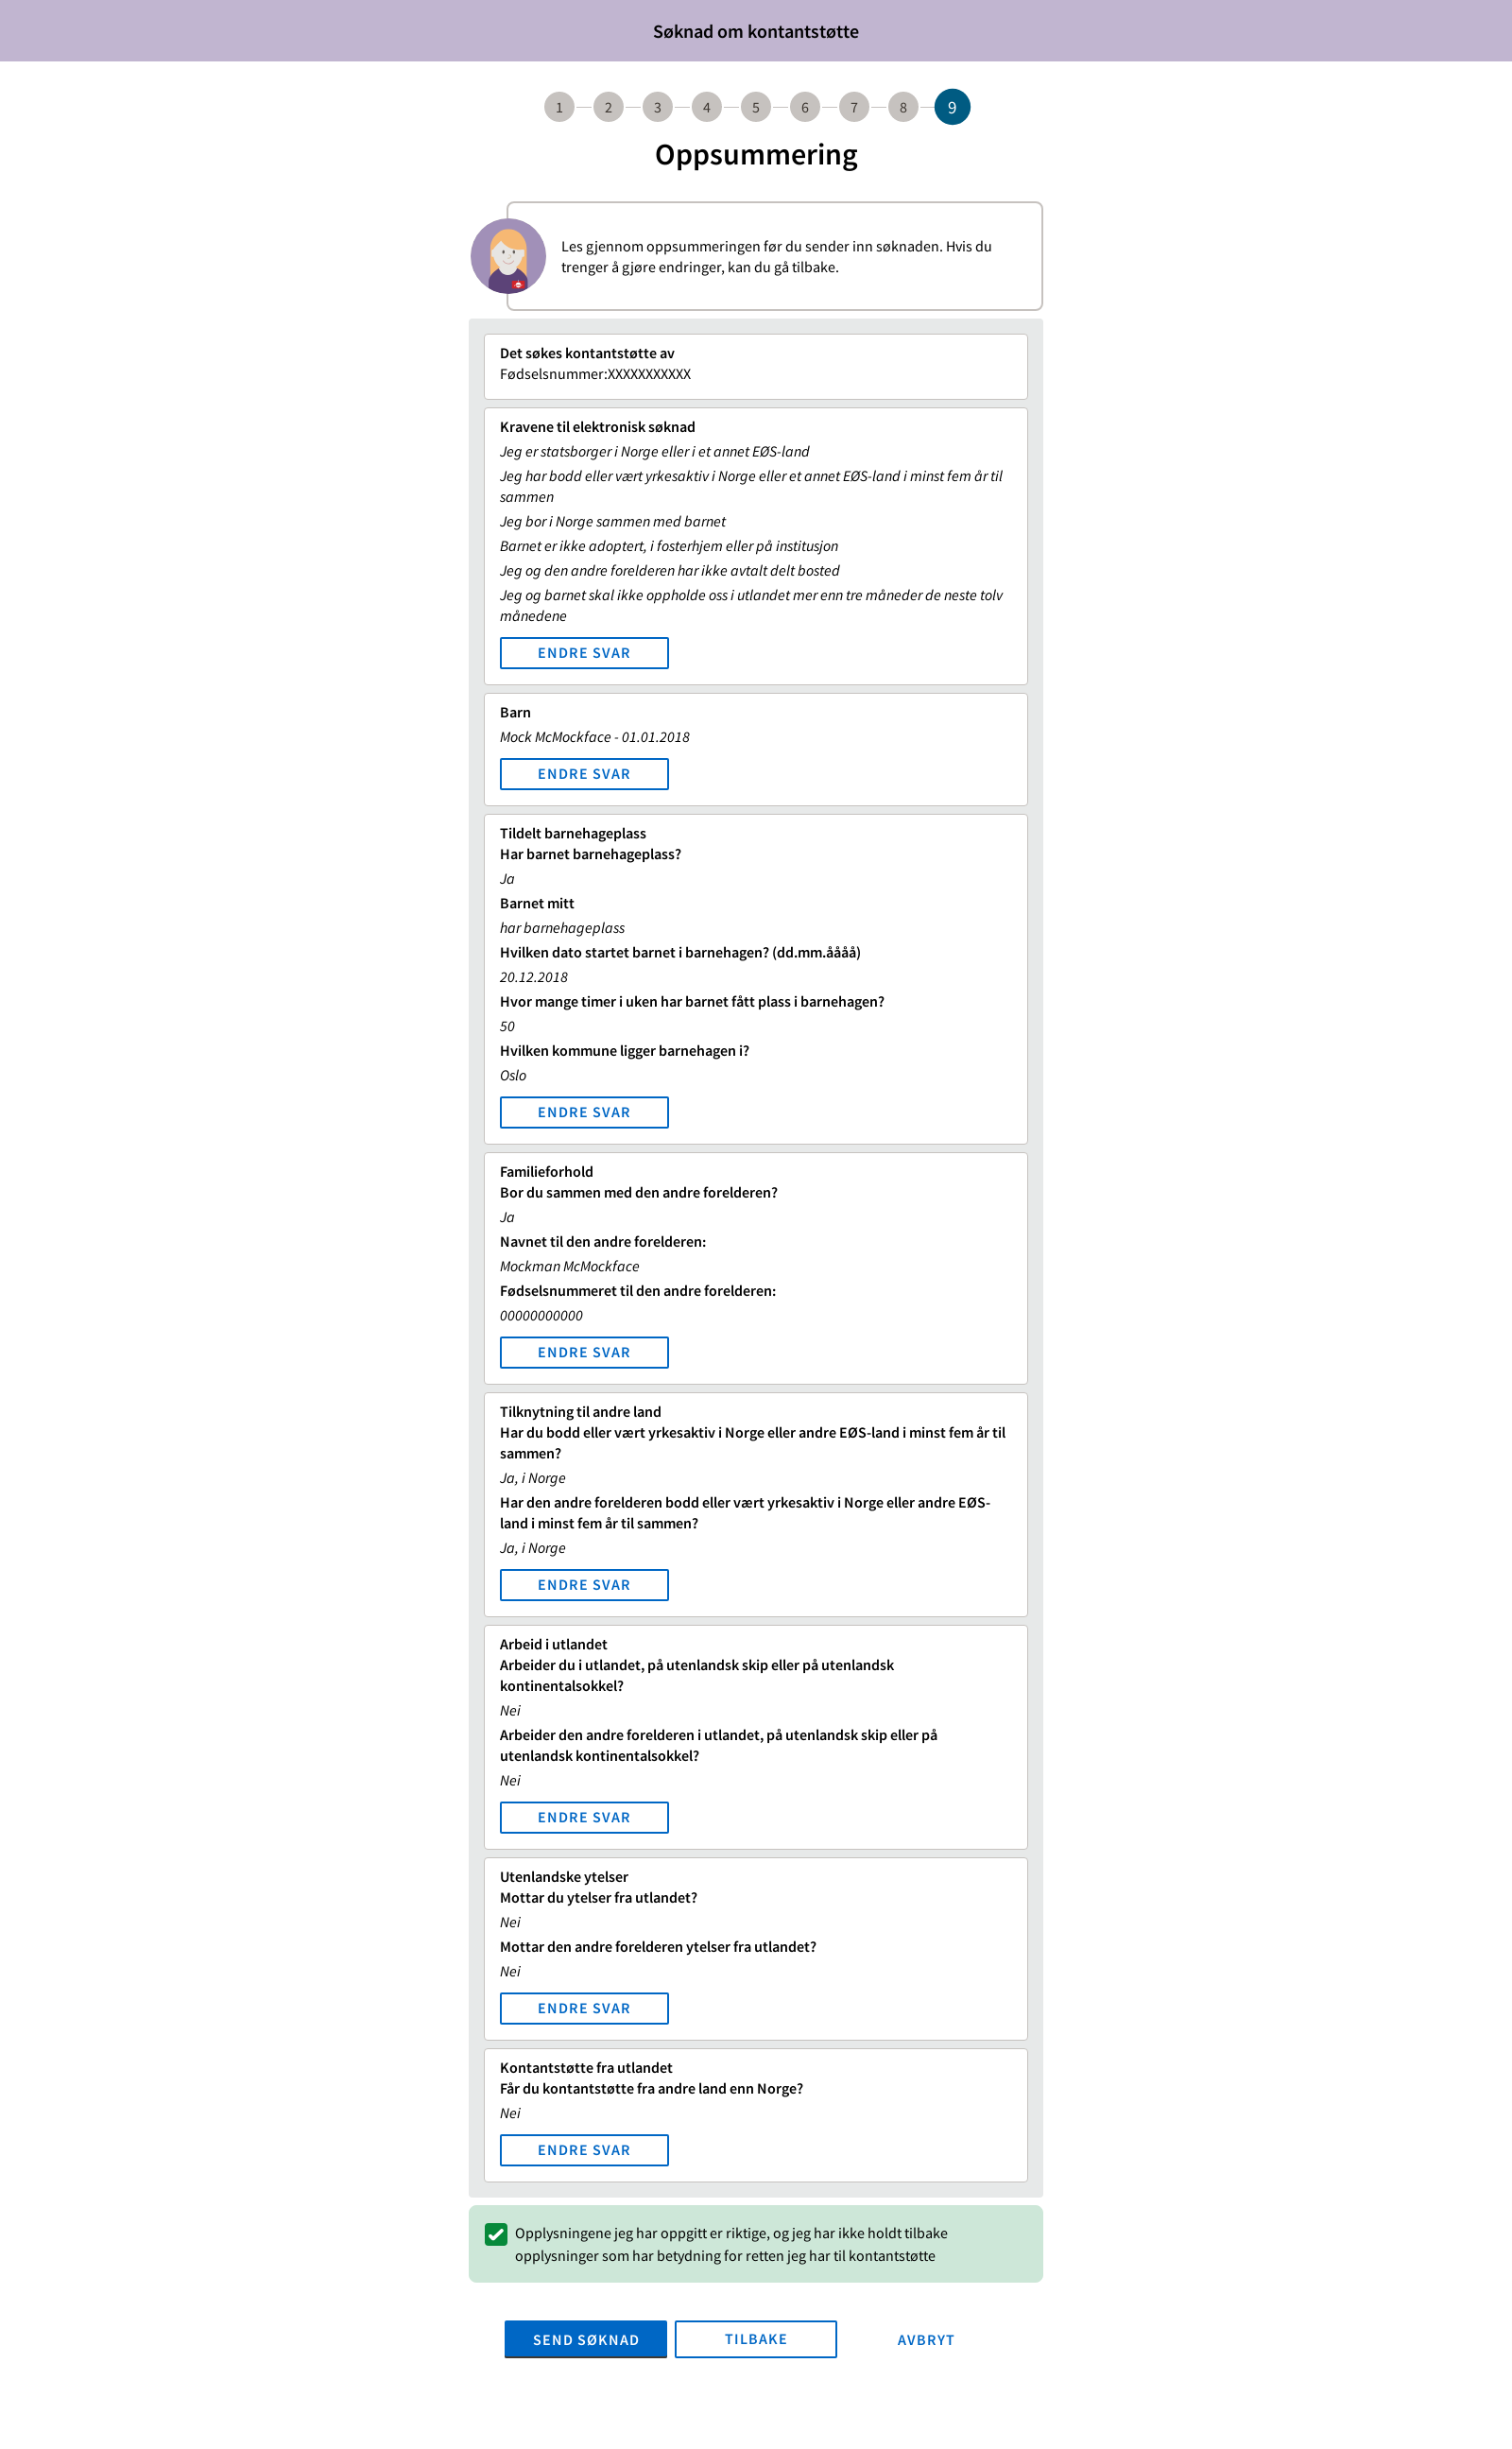 Søknad om kontantstøtte
1 2 3 4 5 6 7 8 9
Oppsummering
Les gjennom oppsummeringen før du sender inn søknaden. Hvis du
trenger å gjøre endringer, kan du gå tilbake.
Det søkes kontantstøtte av
Fødselsnummer:XXXXXXXXXXX
Kravene til elektronisk søknad
Jeg er statsborger i Norge eller i et annet EØS-land
Jeg har bodd eller vært yrkesaktiv i Norge eller et annet EØS-land i minst fem år til
sammen
Jeg bor i Norge sammen med barnet
Barnet er ikke adoptert, i fosterhjem eller på institusjon
Jeg og den andre forelderen har ikke avtalt delt bosted
Jeg og barnet skal ikke oppholde oss i utlandet mer enn tre måneder de neste tolv
månedene
ENDRE SVAR
Barn
Mock McMockface - 01.01.2018
ENDRE SVAR
Tildelt barnehageplass
Har barnet barnehageplass?
Ja
Barnet mitt
har barnehageplass
Hvilken dato startet barnet i barnehagen? (dd.mm.åååå)
20.12.2018
Hvor mange timer i uken har barnet fått plass i barnehagen?
50
Hvilken kommune ligger barnehagen i?
Oslo
ENDRE SVAR
Familieforhold
Bor du sammen med den andre forelderen?
Ja
Navnet til den andre forelderen:
Mockman McMockface
Fødselsnummeret til den andre forelderen:
00000000000
ENDRE SVAR
Tilknytning til andre land
Har du bodd eller vært yrkesaktiv i Norge eller andre EØS-land i minst fem år til
sammen?
Ja, i Norge
Har den andre forelderen bodd eller vært yrkesaktiv i Norge eller andre EØS-
land i minst fem år til sammen?
Ja, i Norge
ENDRE SVAR
Arbeid i utlandet
Arbeider du i utlandet, på utenlandsk skip eller på utenlandsk
kontinentalsokkel?
Nei
Arbeider den andre forelderen i utlandet, på utenlandsk skip eller på
utenlandsk kontinentalsokkel?
Nei
ENDRE SVAR
Utenlandske ytelser
Mottar du ytelser fra utlandet?
Nei
Mottar den andre forelderen ytelser fra utlandet?
Nei
ENDRE SVAR
Kontantstøtte fra utlandet
Får du kontantstøtte fra andre land enn Norge?
Nei
ENDRE SVAR
Opplysningene jeg har oppgitt er riktige, og jeg har ikke holdt tilbake
opplysninger som har betydning for retten jeg har til kontantstøtte
SEND SØKNAD TILBAKE AVBRYT